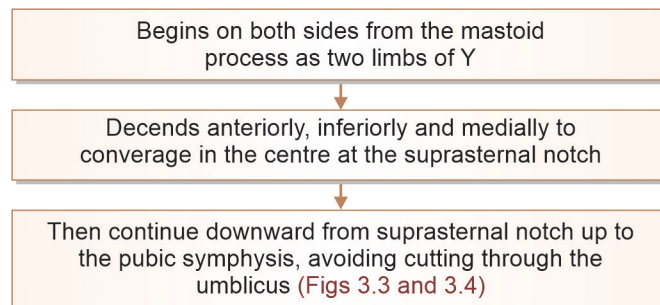 Begins on both sides from the mastoid
process as two limbs of Y
Decends anteriorly, inferiorly and medially to
converage in the centre at the suprasternal notch
Then continue downward from suprasternal notch up to
the pubic symphysis, avoiding cutting through the
umblicus (Figs 3.3 and 3.4)